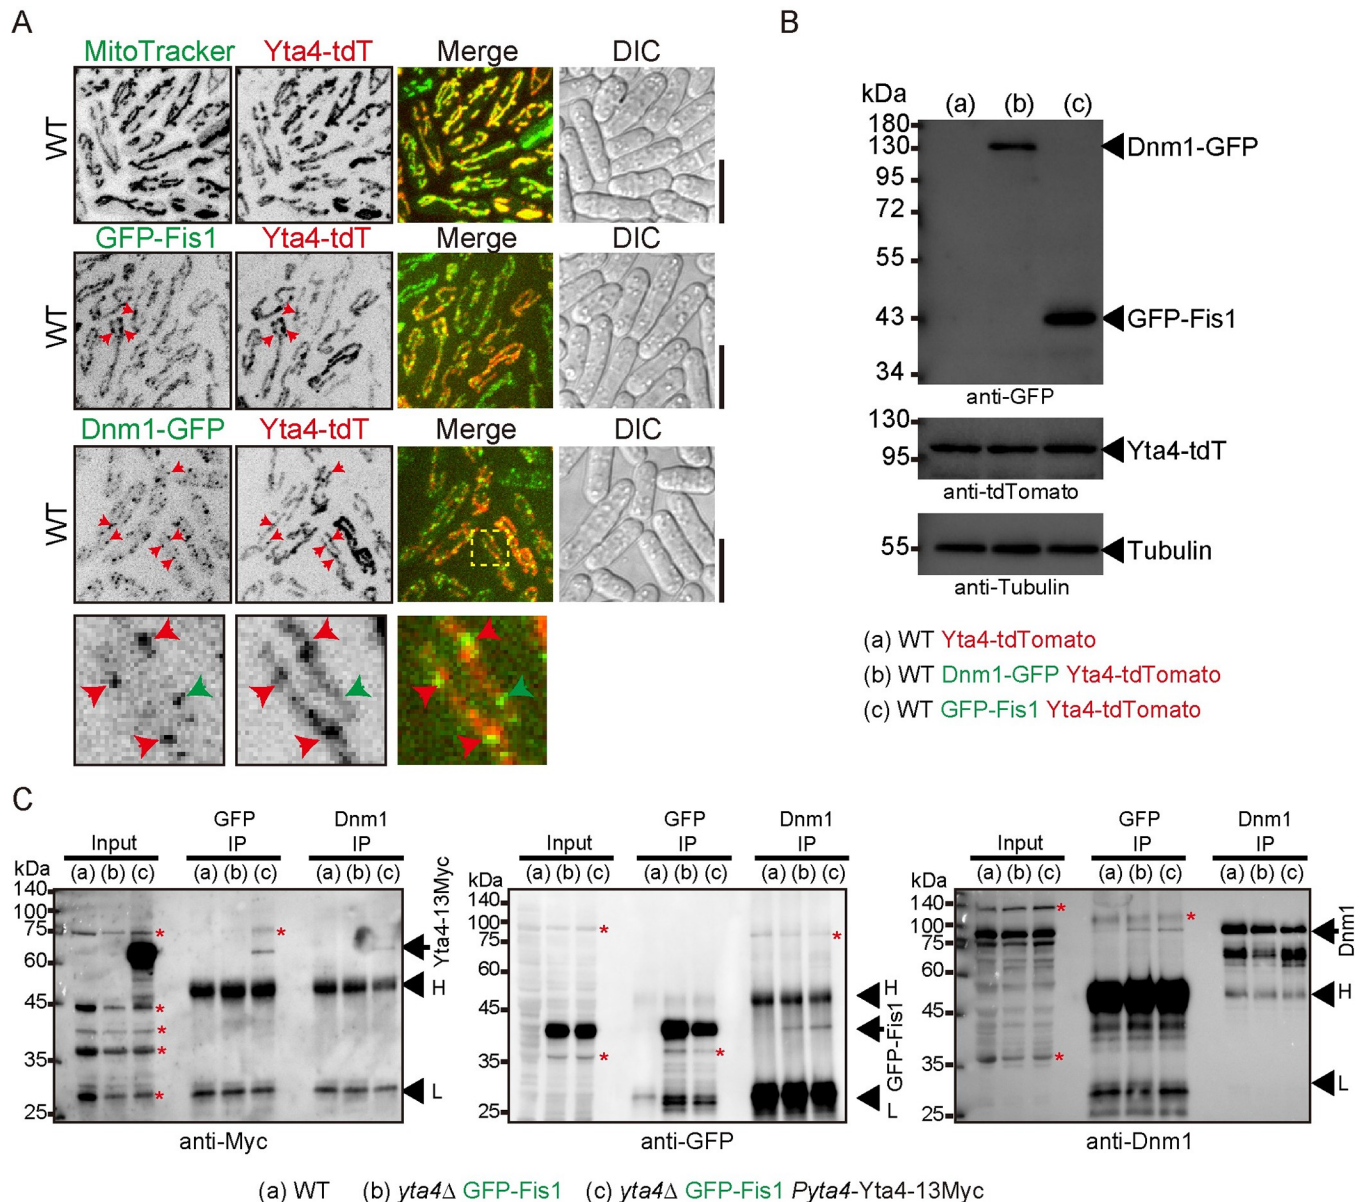 A
MitoTracker Yta4-tdT Merge DIC
WT
GFP-Fis1 Yta4-tdT Merge DIC
WT
Dnm1-GFP Yta4-tdT Merge DIC
WT
B
kDa (a) (b) (c)
180
130 Dnm1-GFP
95
72
55
43 GFP-Fis1
34
anti-GFP
130
95 Yta4-tdT
anti-tdTomato
55 Tubulin
anti-Tubulin
(a) WT Yta4-tdTomato
(b) WT Dnm1-GFP Yta4-tdTomato
(c) WT GFP-Fis1 Yta4-tdTomato
C
Input GFP IP Dnm1 IP
kDa (a) (b) (c) (a) (b) (c) (a) (b) (c)
140
100
75 * * Yta4-13Myc
60
H
45 *
*
35 *
L
25 *
anti-Myc
Input GFP IP Dnm1 IP
kDa (a) (b) (c) (a) (b) (c) (a) (b) (c)
140
100 *
75 *
60
H
45
GFP-Fis1
35 * *
L
25
anti-GFP
Input GFP IP Dnm1 IP
kDa (a) (b) (c) (a) (b) (c) (a) (b) (c)
140 *
100 * Dnm1
75
60
H
45
35 *
L
25
anti-Dnm1
(a) WT (b) yta4Δ GFP-Fis1 (c) yta4Δ GFP-Fis1 Pyta4-Yta4-13Myc